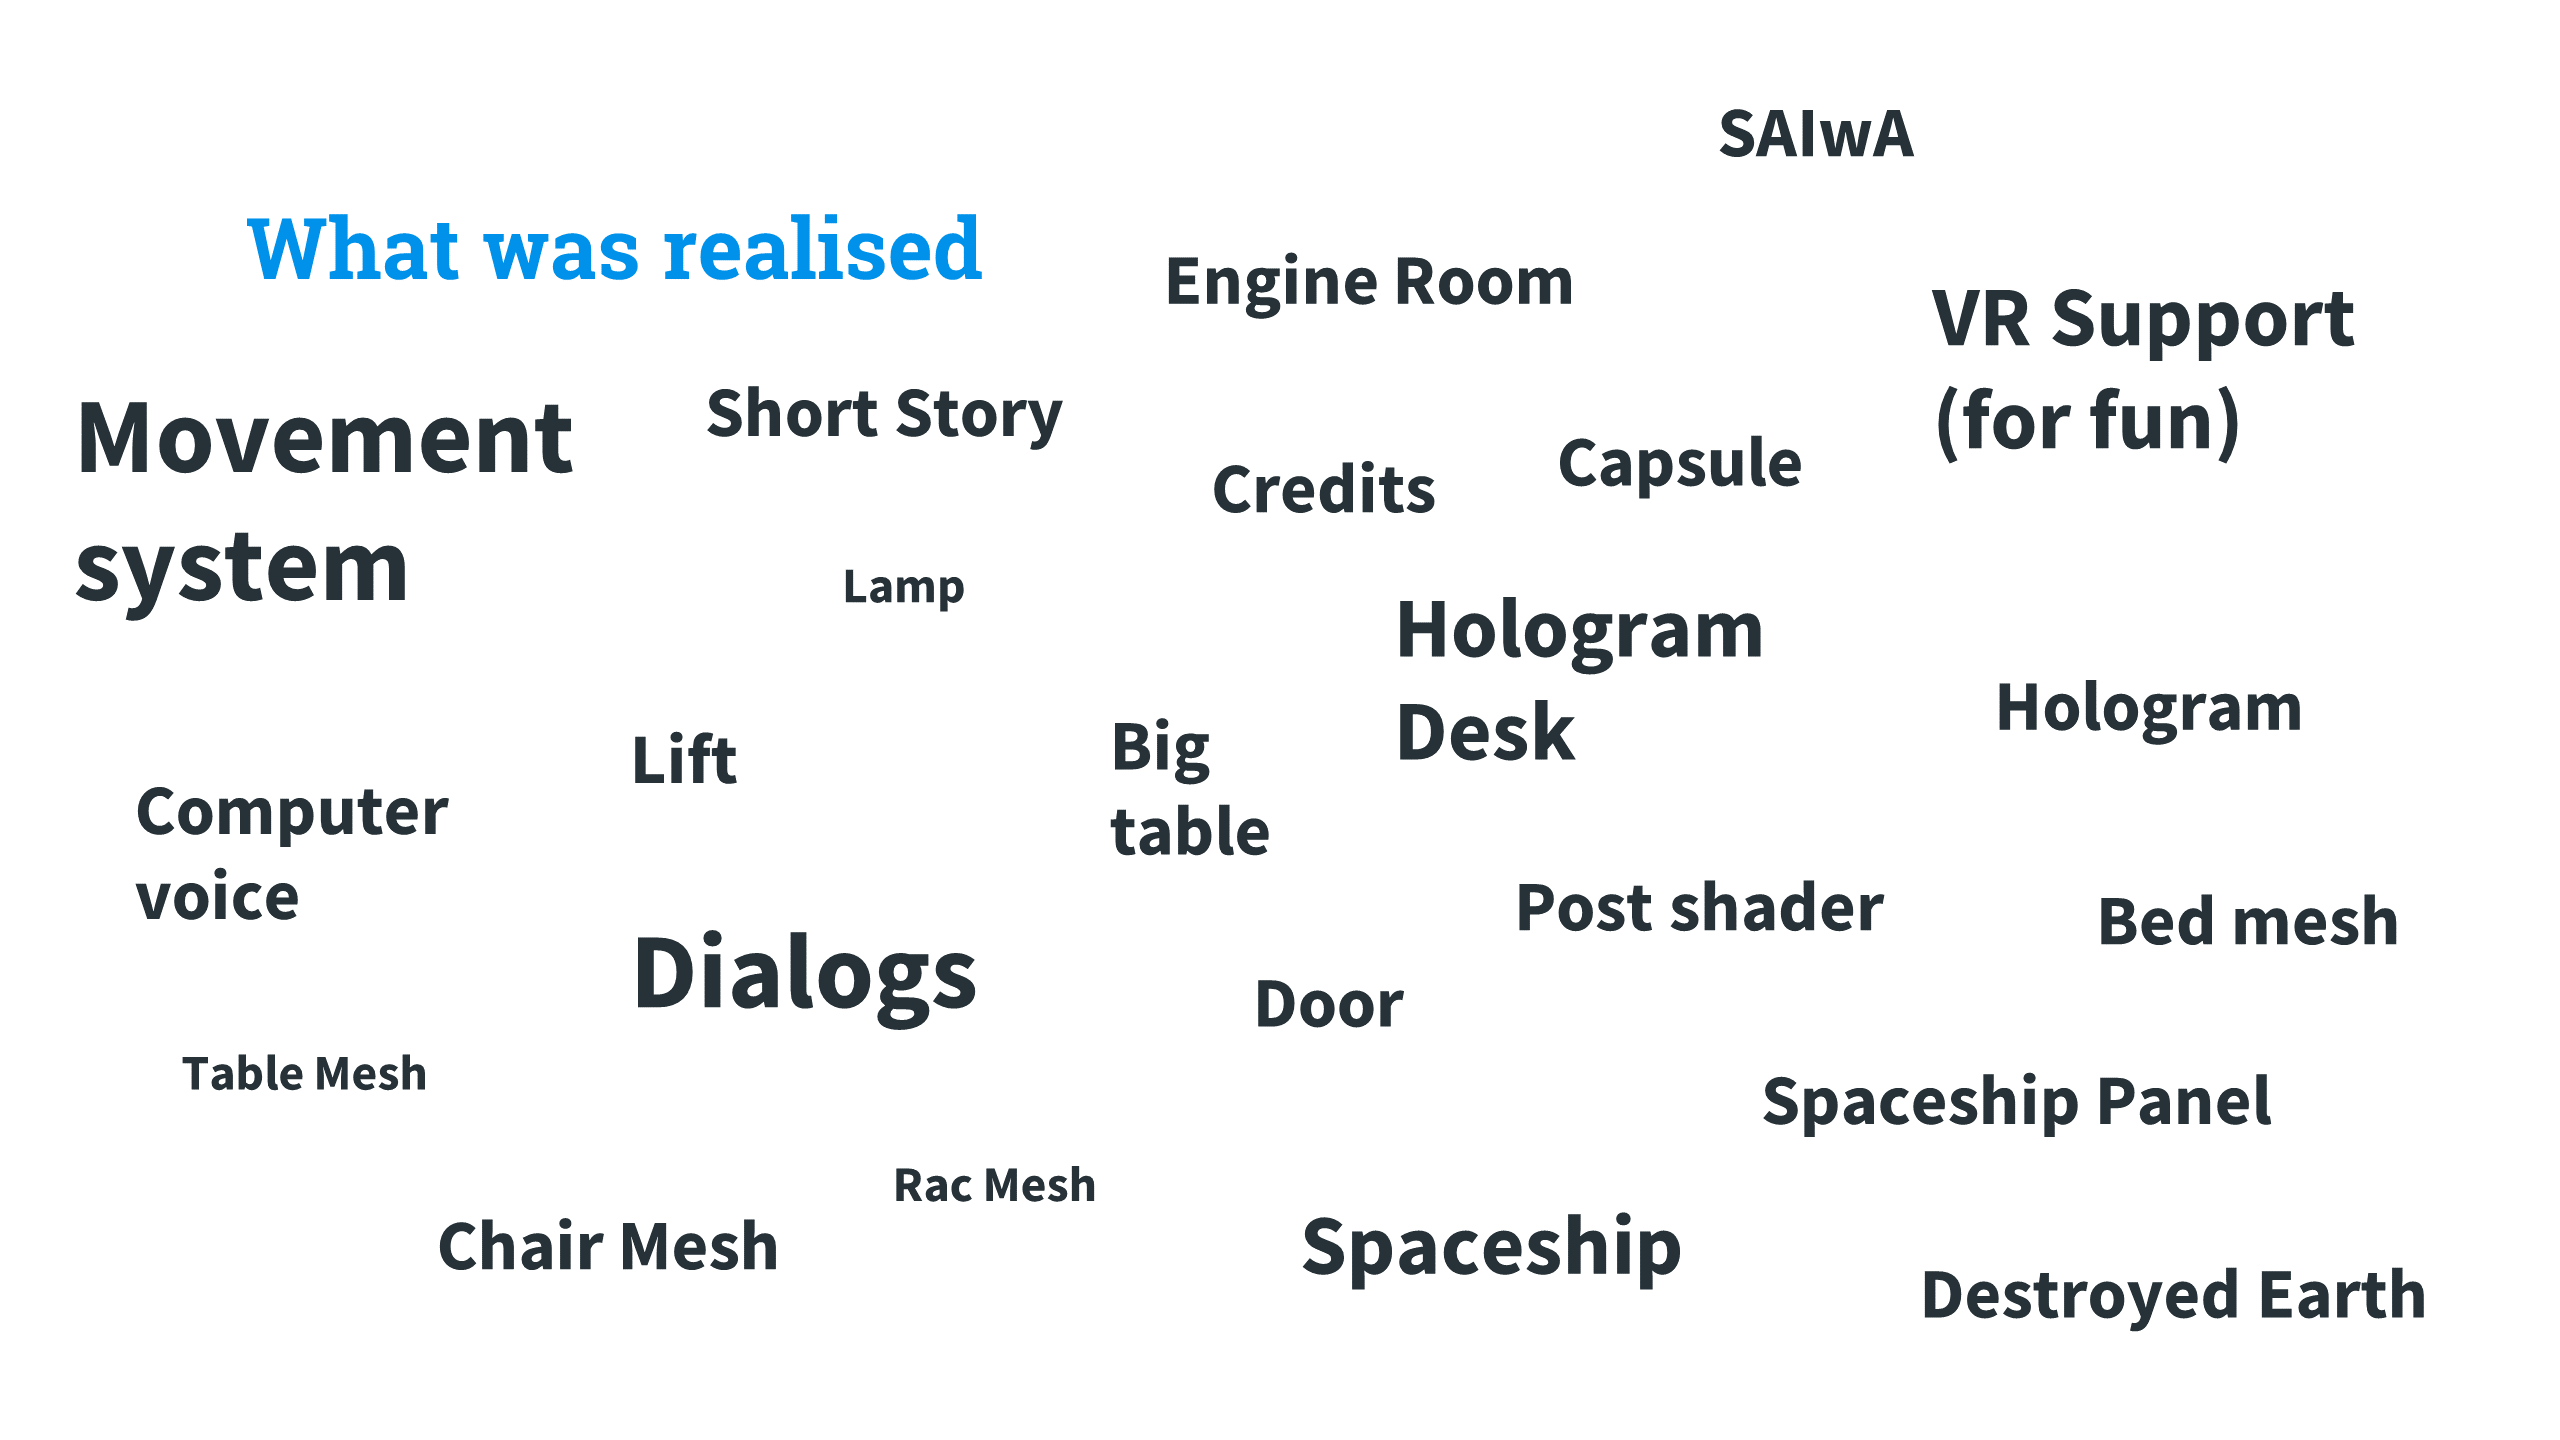 SAIwA
What was realised
Engine Room
VR Support
(for fun)
Movement
system
Short Story
Credits
Capsule
Lamp
Hologram
Desk
Hologram
Lift
Big
table
Computer
voice
Post shader
Bed mesh
Dialogs
Door
Table Mesh
Spaceship Panel
Rac Mesh
Chair Mesh
Spaceship
Destroyed Earth